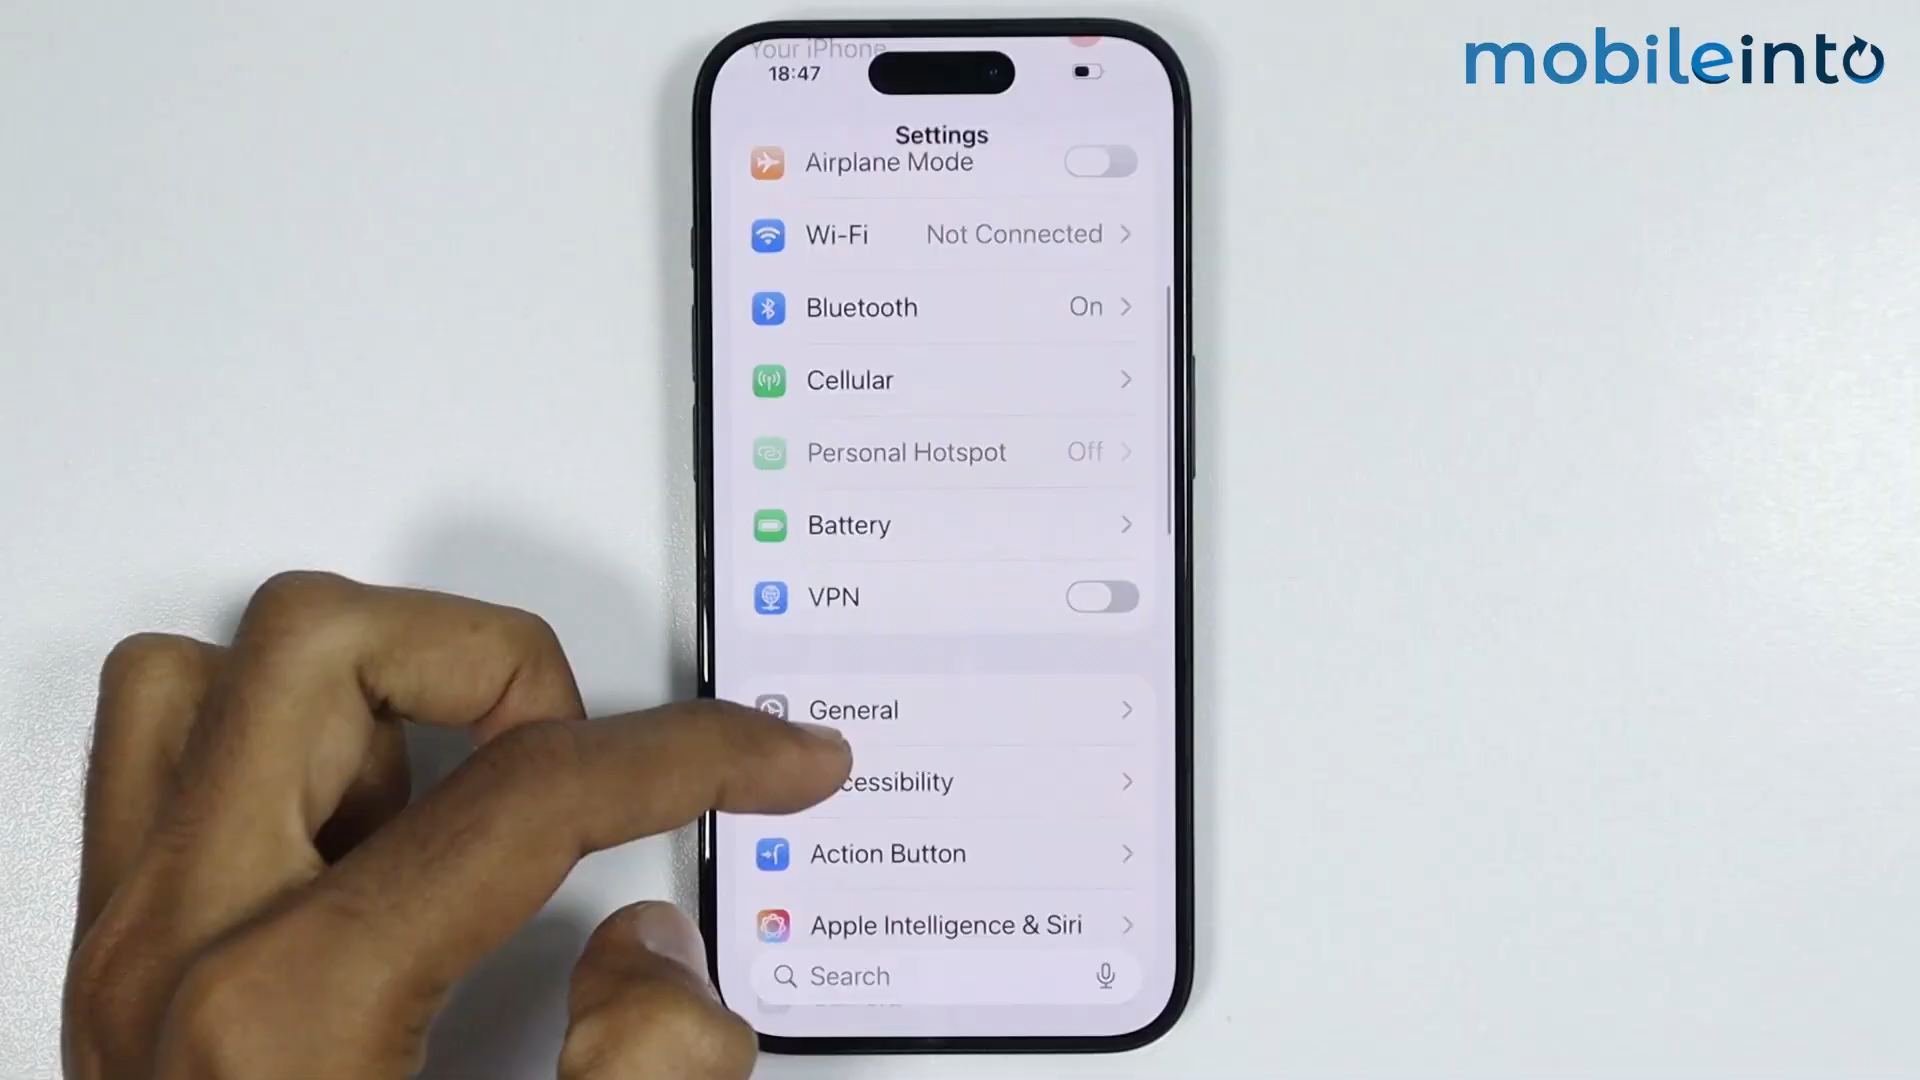 mobileinto
Your iPhone
18:47
Settings
Airplane Mode
Wi-Fi Not Connected
Bluetooth On
Cellular
Personal Hotspot Off
Battery
VPN
General
cessibility
Action Button
Apple Intelligence & Siri
Search